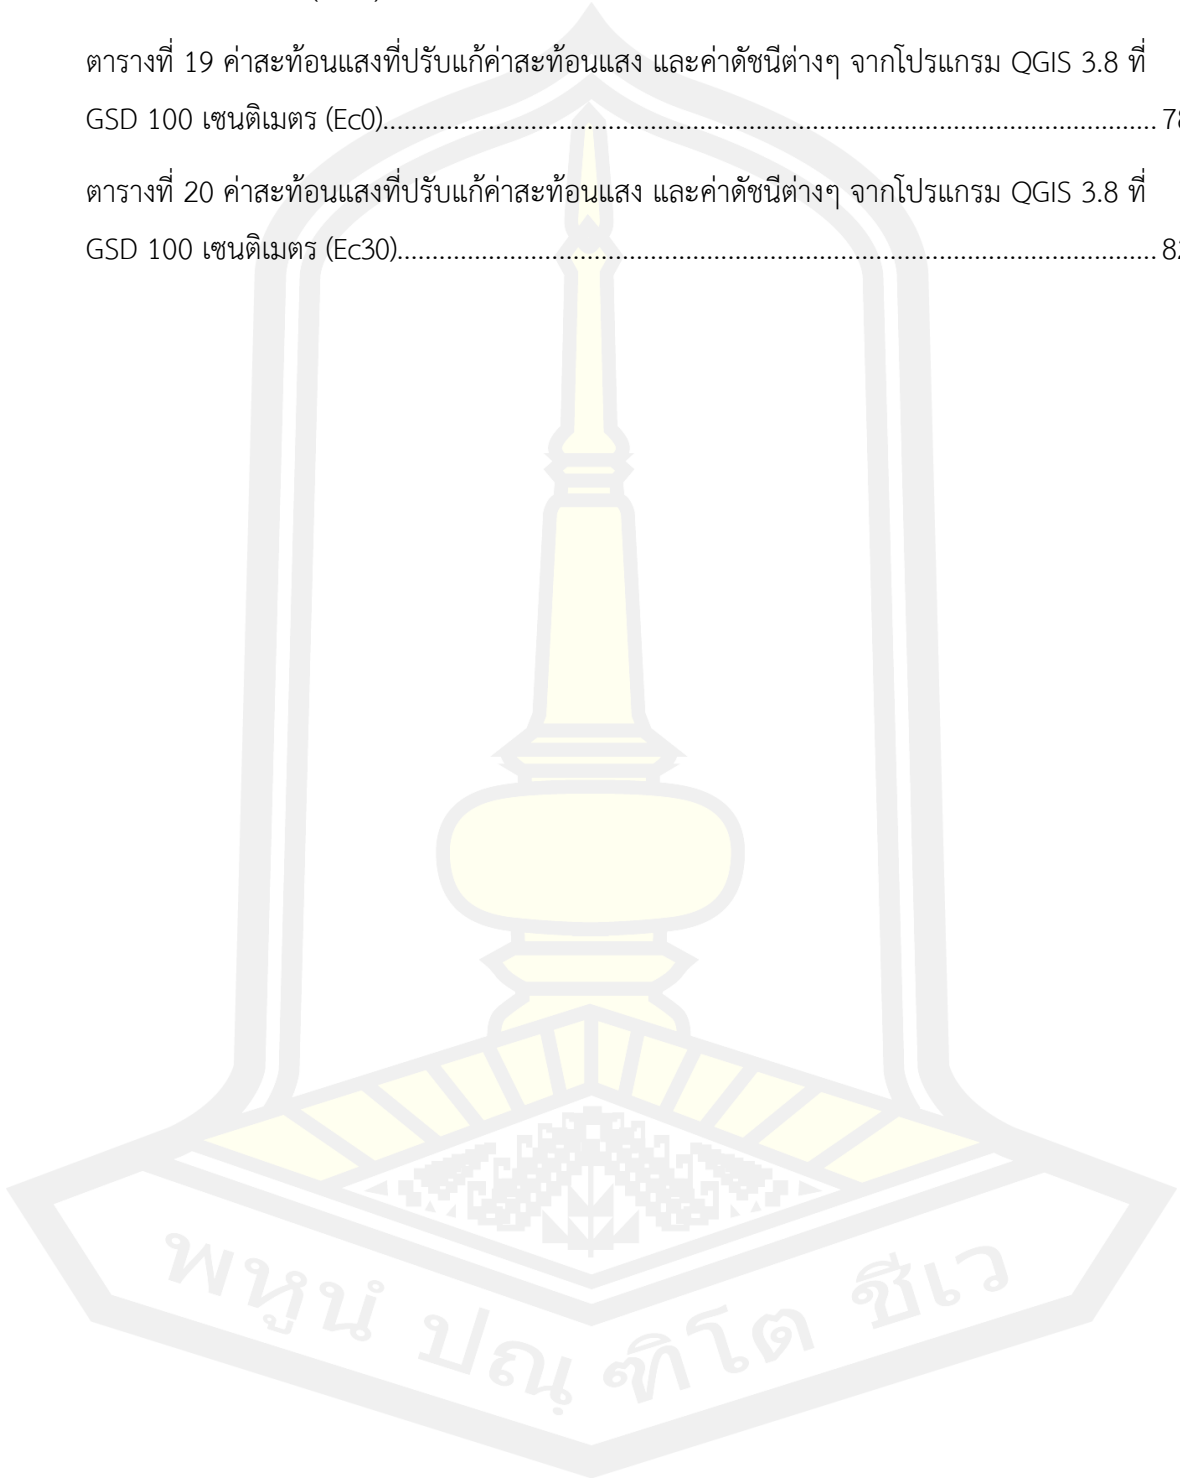 ตารางที่ 19 ค่าสะท้อนแสงที่ปรับแก้ค่าสะท้อนแสง และค่าดัชนีต่างๆ จากโปรแกรม QGIS 3.8 ที่
GSD 100 เซนติเมตร (Ec0)........................................................................................................... 78
ตารางที่ 20 ค่าสะท้อนแสงที่ปรับแก้ค่าสะท้อนแสง และค่าดัชนีต่างๆ จากโปรแกรม QGIS 3.8 ที่
GSD 100 เซนติเมตร (Ec30)......................................................................................................... 82
พหูนํ ปณฺฑิโต ชีเว